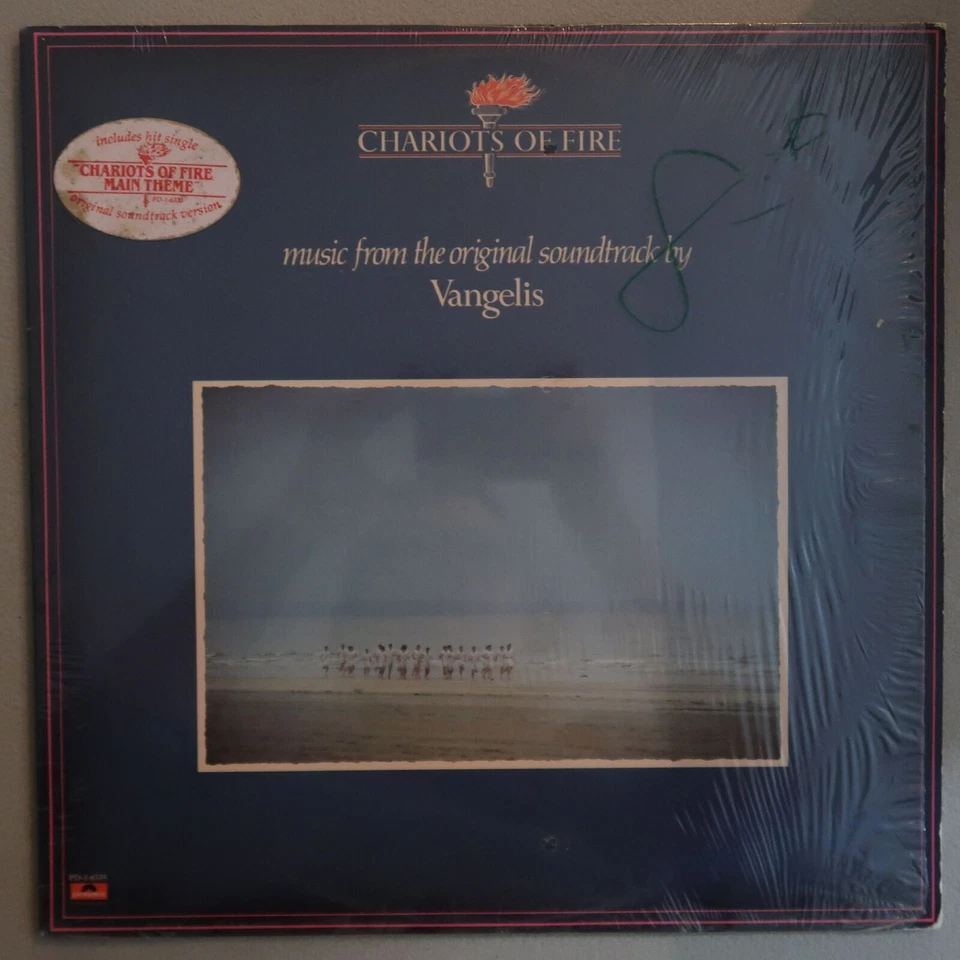 CHARIOTS OF FIRE
includes hit single
"CHARIOTS OF FIRE
MAIN THEME"
original soundtrack version
music from the original soundtrack by
Vangelis
8-